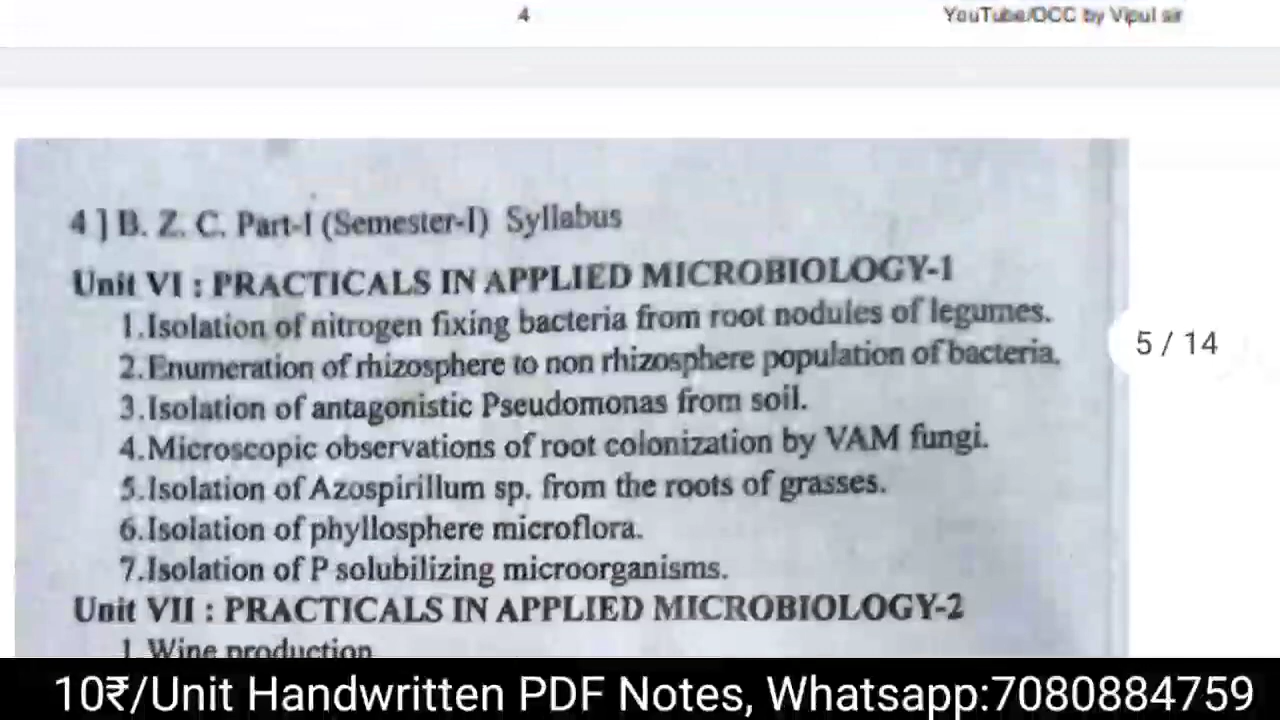 4
YouTube/OCC by Vipul sir
4 ] B. Z. C. Part-I (Semester-I) Syllabus
Unit VI : PRACTICALS IN APPLIED MICROBIOLOGY-1
1.Isolation of nitrogen fixing bacteria from root nodules of legumes.
2.Enumeration of rhizosphere to non rhizosphere population of bacteria.
3.Isolation of antagonistic Pseudomonas from soil.
4.Microscopic observations of root colonization by VAM fungi.
5.Isolation of Azospirillum sp. from the roots of grasses.
6.Isolation of phyllosphere microflora.
7.Isolation of P solubilizing microorganisms.
5 / 14
Unit VII : PRACTICALS IN APPLIED MICROBIOLOGY-2
1.Wine production
10₹/Unit Handwritten PDF Notes, Whatsapp:7080884759